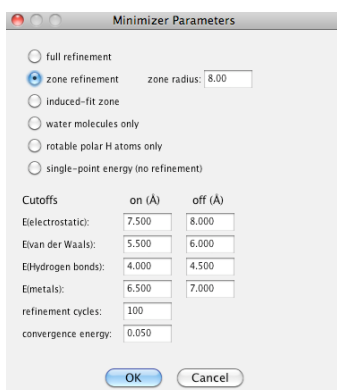 Minimizer Parameters
full refinement
zone refinement zone radius: 8.00
induced-fit zone
water molecules only
rotable polar H atoms only
single-point energy (no refinement)
Cutoffs on (Å) off (Å)
E(electrostatic): 7.500 8.000
E(van der Waals): 5.500 6.000
E(Hydrogen bonds): 4.000 4.500
E(metals): 6.500 7.000
refinement cycles: 100
convergence energy: 0.050
OK Cancel